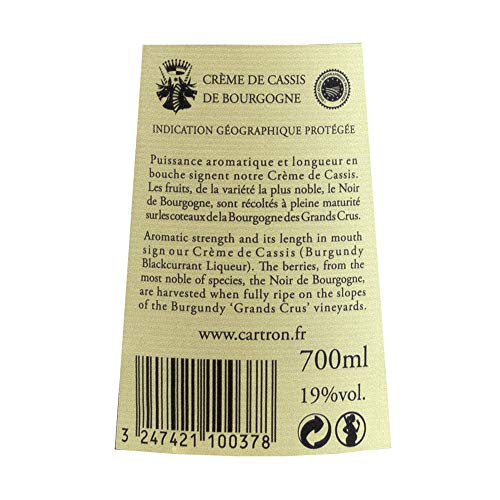 CRÈME DE CASSIS
DE BOURGOGNE
INDICATION GÉOGRAPHIQUE PROTÉGÉE
Puissance aromatique et longueur en
bouche signent notre Crème de Cassis.
Les fruits, de la variété la plus noble, le Noir
de Bourgogne, sont récoltés à pleine maturité
sur les coteaux de la Bourgogne des Grands Crus.
Aromatic strength and its length in mouth
sign our Crème de Cassis (Burgundy
Blackcurrant Liqueur). The berries, from the
most noble of species, the Noir de Bourgogne,
are harvested when fully ripe on the slopes
of the Burgundy ‘Grands Crus’ vineyards.
www.cartron.fr
700ml
19%vol.
3 247421 100378